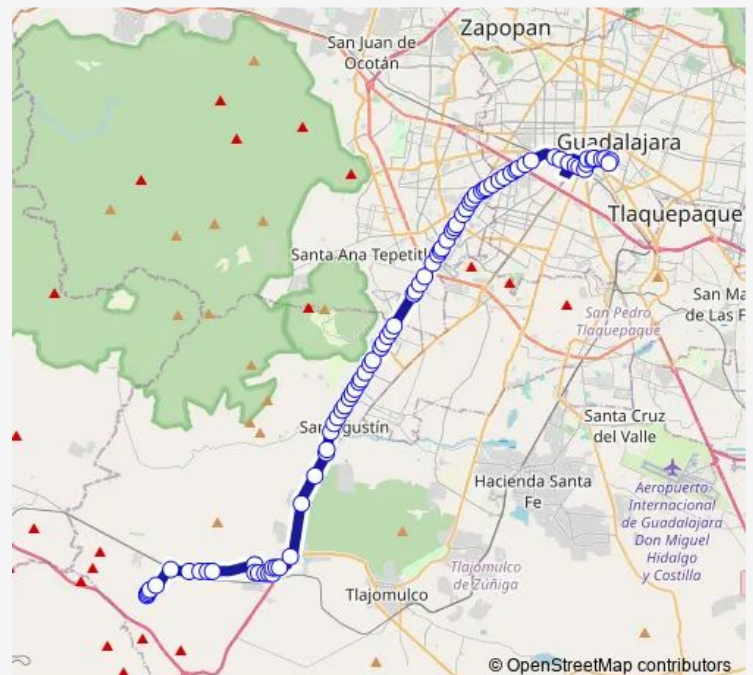 Zapopan
San Juan de
Ocotán
Guadalajara
Tlaquepaque
Santa Ana Tepetitl
San Ma
de Las F
San Pedro
Tlaquepaque
San
gustín
Santa Cruz
del Valle
Hacienda Santa
Fe
Aeropuerto
Internacional
de Guadalajara
Don Miguel
Hidalgo
y Costilla
Tlajomulco
de Zúñiga
Tlajomulco
© OpenStreetMap contributors